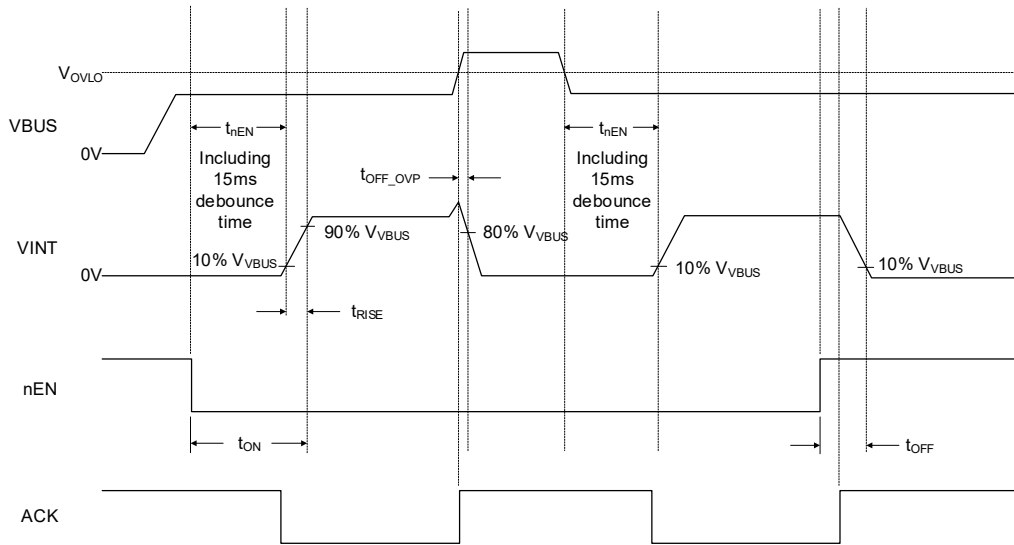 VOVLO
VBUS
0V
tnEN
Including
15ms
debounce
time
tOFF_OVP
tnEN
Including
15ms
debounce
time
VINT
0V
10% VVBUS
90% VVBUS
80% VVBUS
10% VVBUS
10% VVBUS
tRISE
nEN
tON
tOFF
ACK